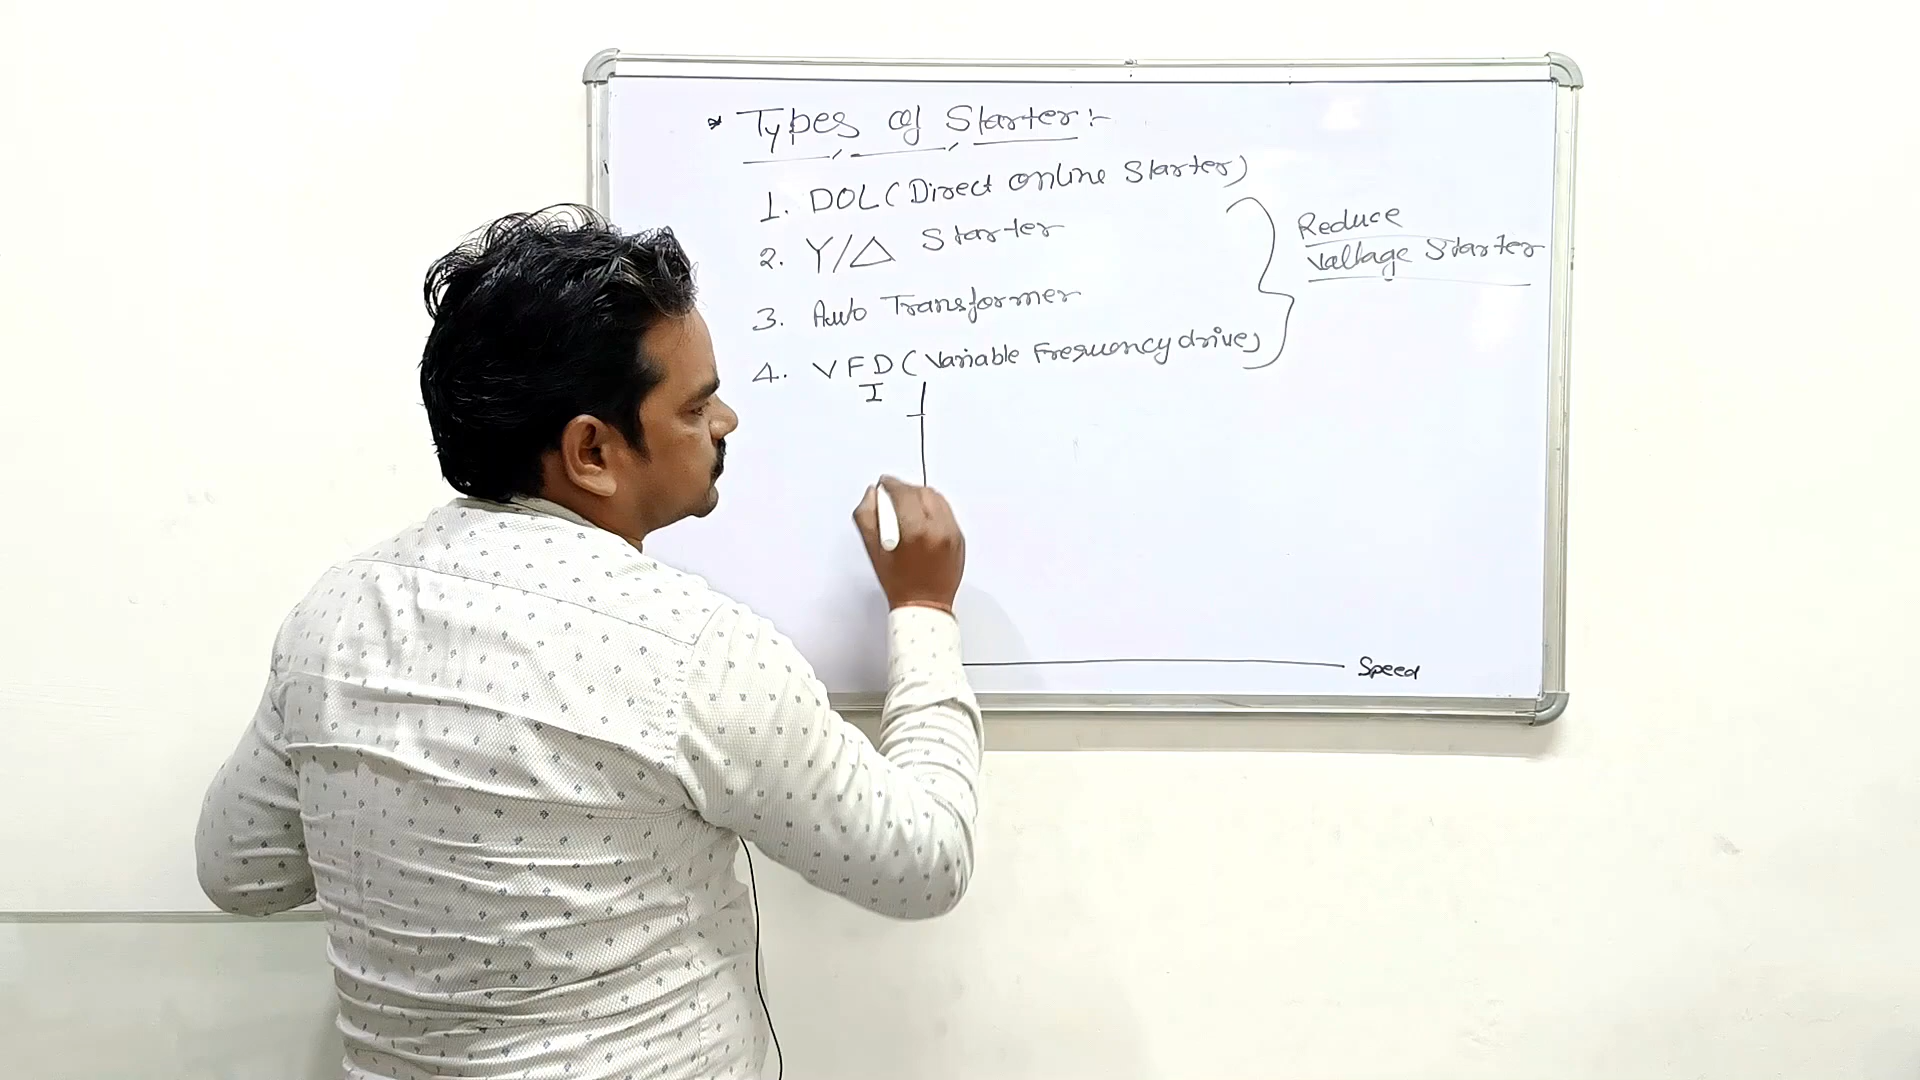 * Types of Starter :-
1. DOL (Direct online Starter)
2. Y/Δ Starter
3. Auto Transformer
4. VFD (Variable Frequency drive)
Reduce
Valtage Starter
I
Speed